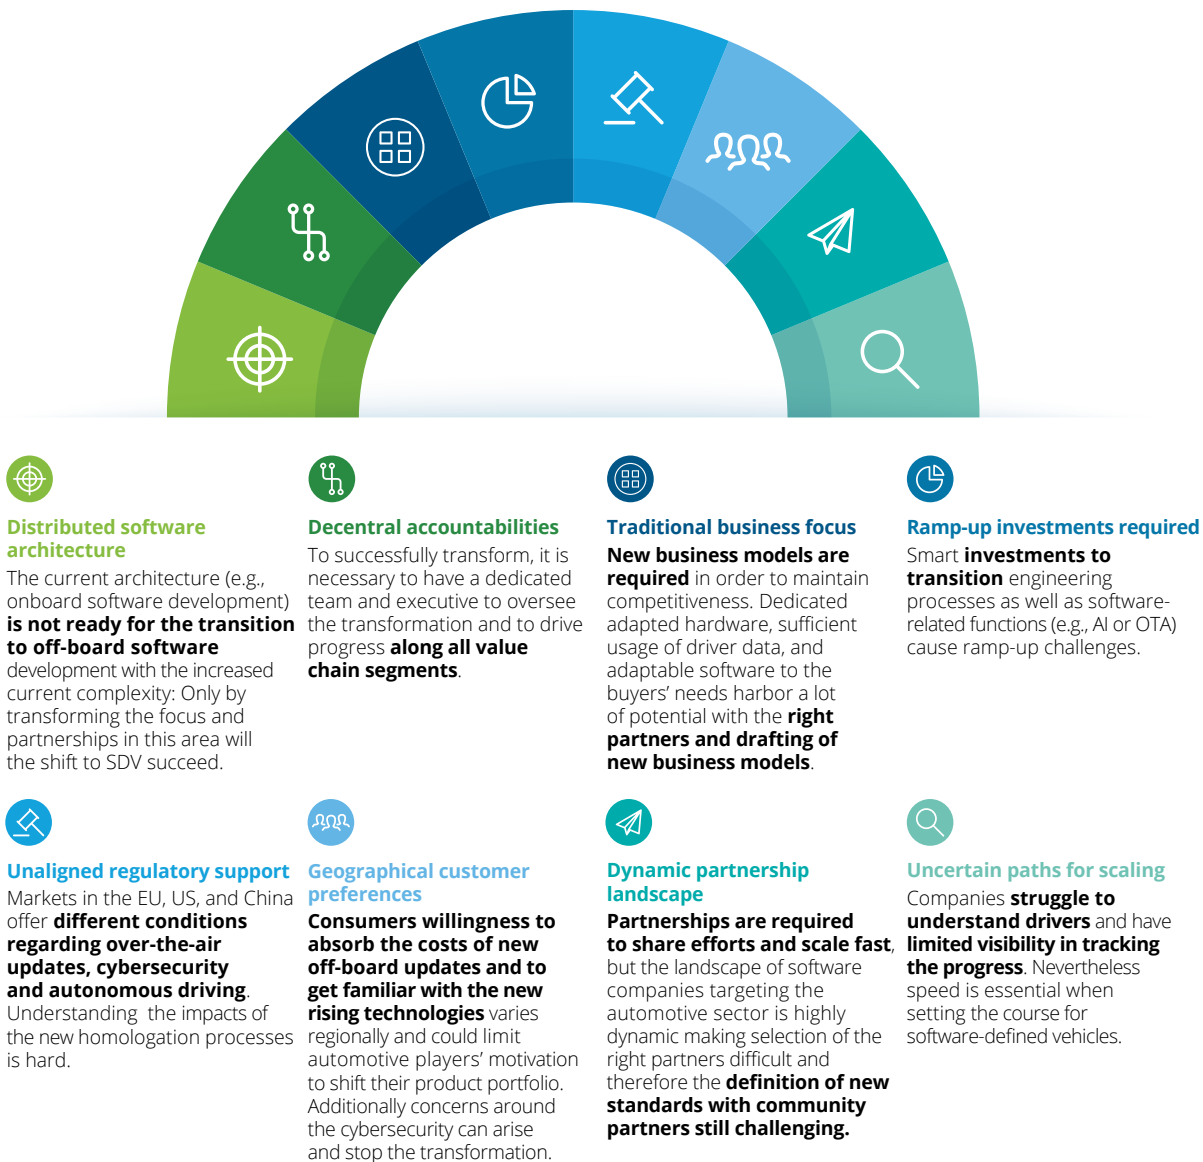 Distributed software
architecture
The current architecture (e.g.,
onboard software development)
is not ready for the transition
to off-board software
development with the increased
current complexity: Only by
transforming the focus and
partnerships in this area will
the shift to SDV succeed.
Decentral accountabilities
To successfully transform, it is
necessary to have a dedicated
team and executive to oversee
the transformation and to drive
progress along all value
chain segments.
Traditional business focus
New business models are
required in order to maintain
competitiveness. Dedicated
adapted hardware, sufficient
usage of driver data, and
adaptable software to the
buyers’ needs harbor a lot
of potential with the right
partners and drafting of
new business models.
Ramp-up investments required
Smart investments to
transition engineering
processes as well as software-
related functions (e.g., AI or OTA)
cause ramp-up challenges.
Unaligned regulatory support
Markets in the EU, US, and China
offer different conditions
regarding over-the-air
updates, cybersecurity
and autonomous driving.
Understanding the impacts of
the new homologation processes
is hard.
Geographical customer
preferences
Consumers willingness to
absorb the costs of new
off-board updates and to
get familiar with the new
rising technologies varies
regionally and could limit
automotive players’ motivation
to shift their product portfolio.
Additionally concerns around
the cybersecurity can arise
and stop the transformation.
Dynamic partnership
landscape
Partnerships are required
to share efforts and scale fast,
but the landscape of software
companies targeting the
automotive sector is highly
dynamic making selection of the
right partners difficult and
therefore the definition of new
standards with community
partners still challenging.
Uncertain paths for scaling
Companies struggle to
understand drivers and have
limited visibility in tracking
the progress. Nevertheless
speed is essential when
setting the course for
software-defined vehicles.